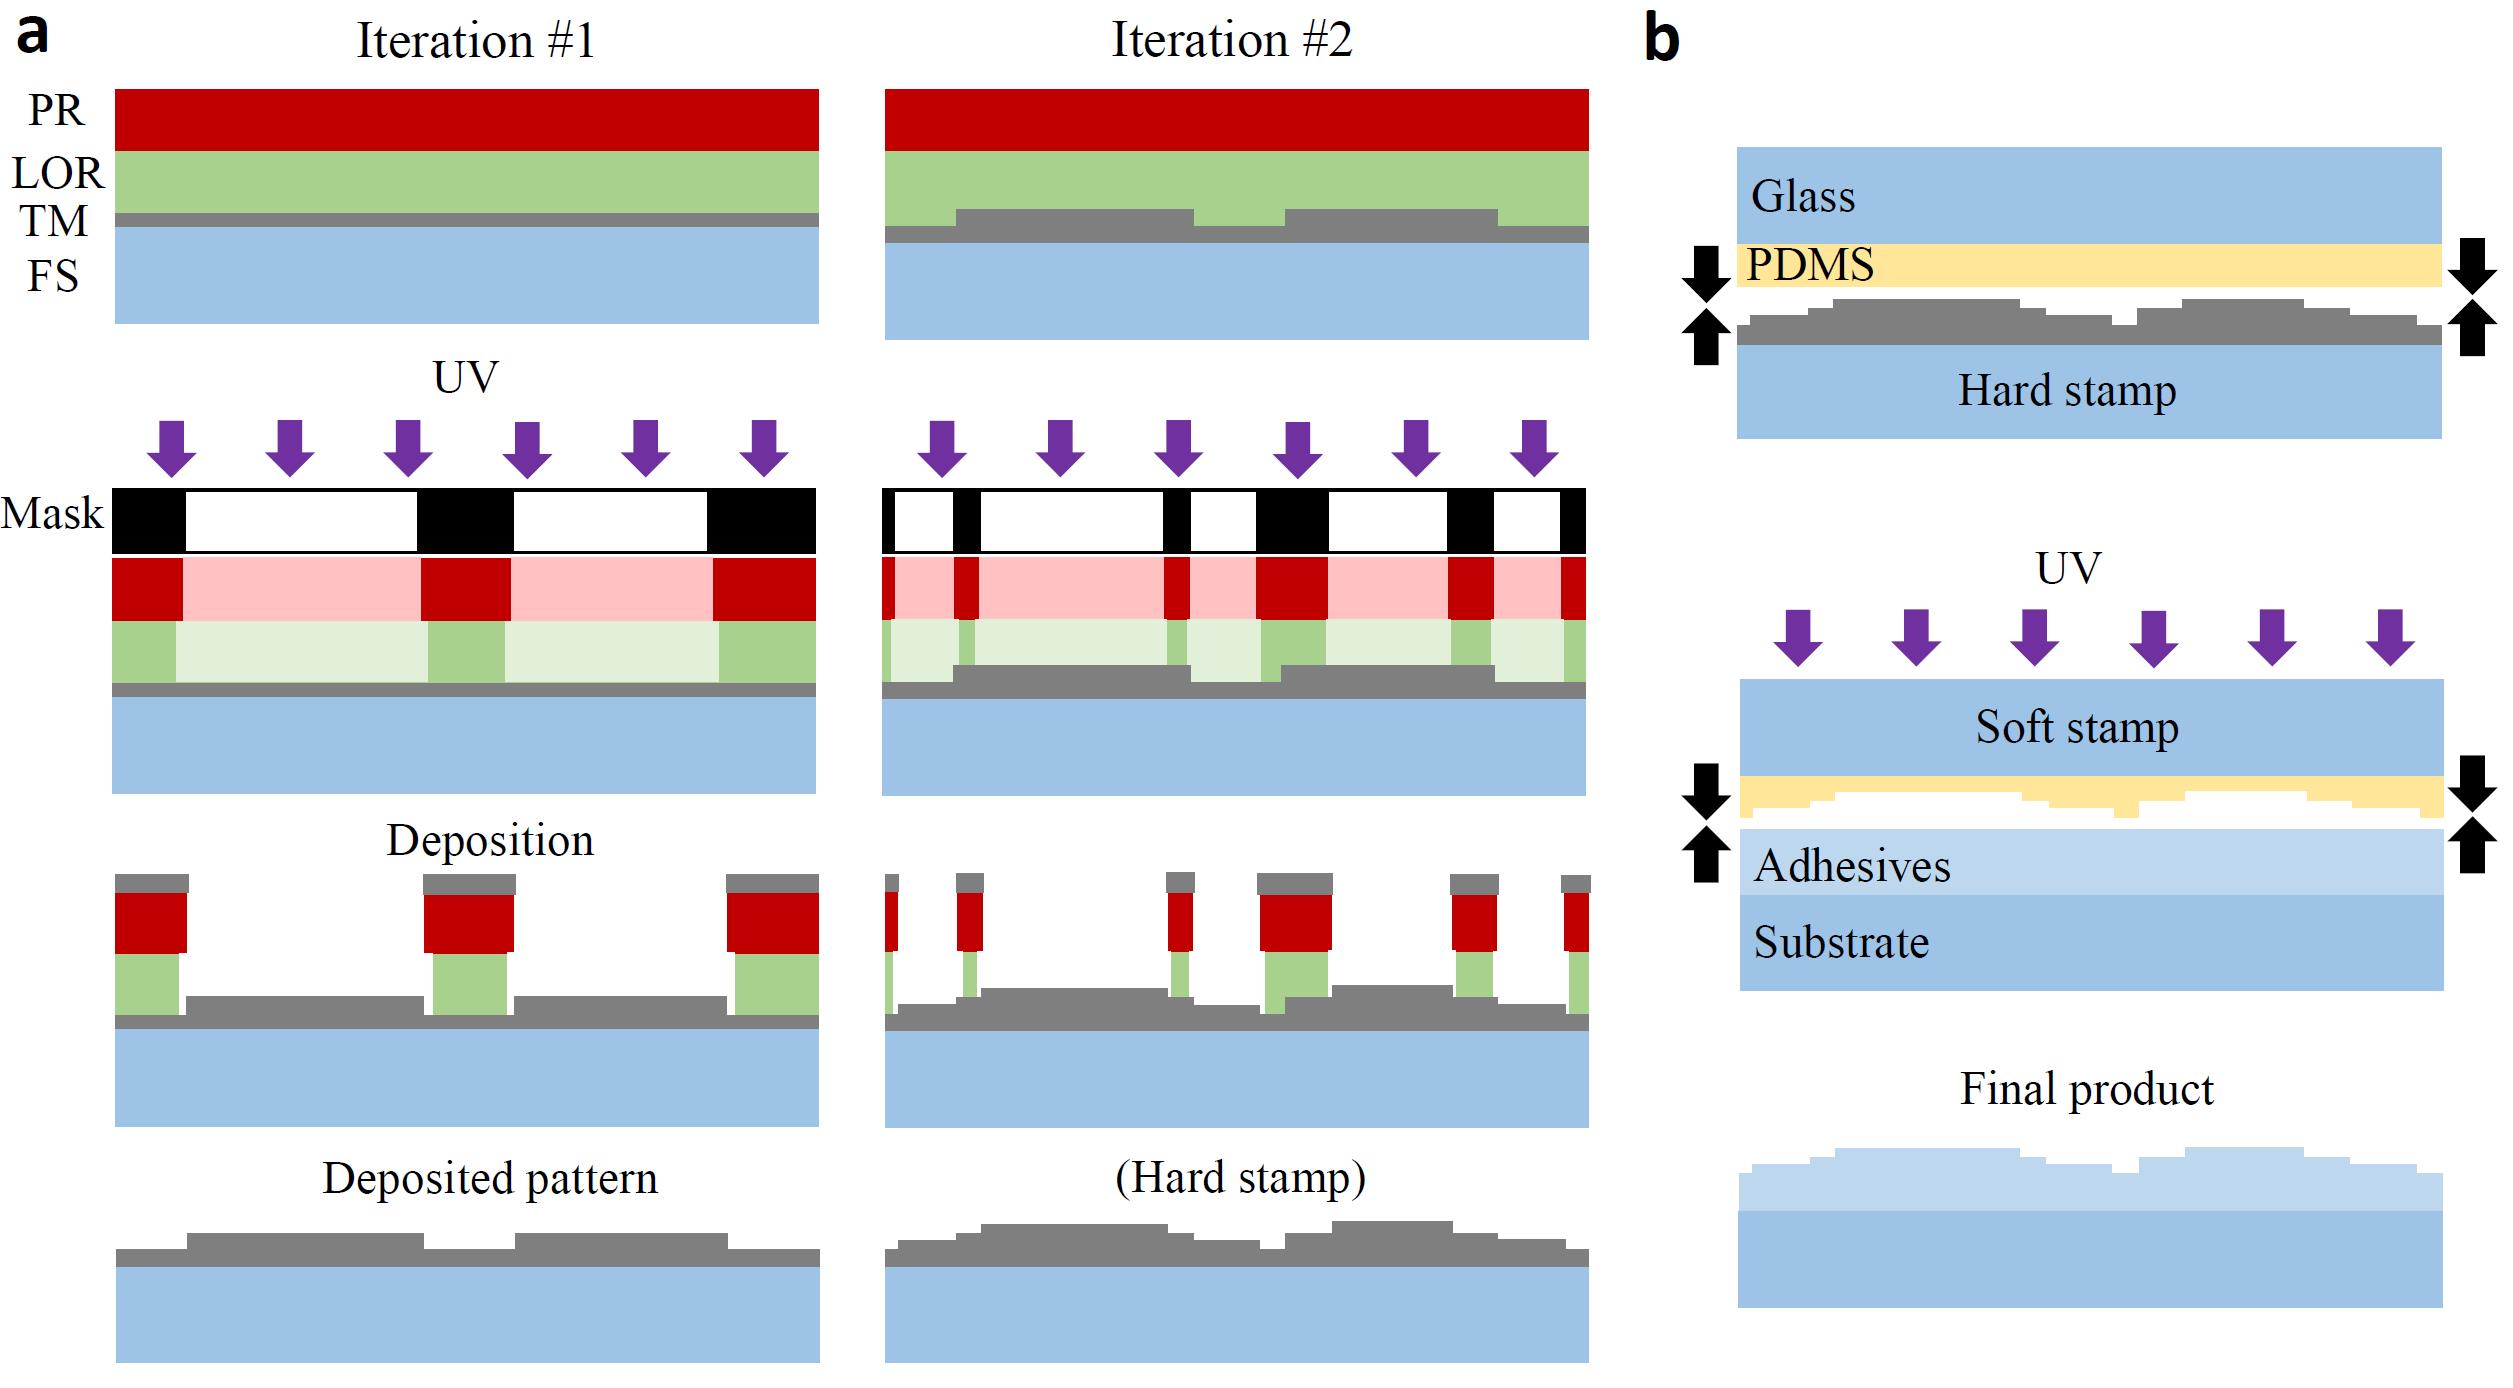 a
Iteration #1
Iteration #2
PR
LOR
TM
FS
UV
Mask
Deposition
Deposited pattern
(Hard stamp)
b
Glass
PDMS
Hard stamp
UV
Soft stamp
Adhesives
Substrate
Final product